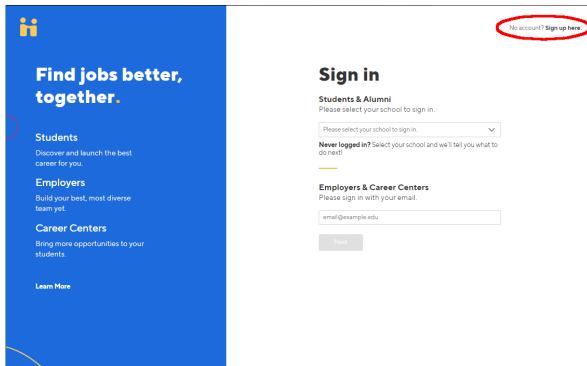 No account? Sign up here.
Find jobs better,
together.
Students
Discover and launch the best
career for you.
Employers
Build your best, most diverse
team yet.
Career Centers
Bring more opportunities to your
students.
Learn More
Sign in
Students & Alumni
Please select your school to sign in.
Please select your school to sign in.
Never logged in? Select your school and we'll tell you what to
do next!
Employers & Career Centers
Please sign in with your email.
email@example.edu
Next